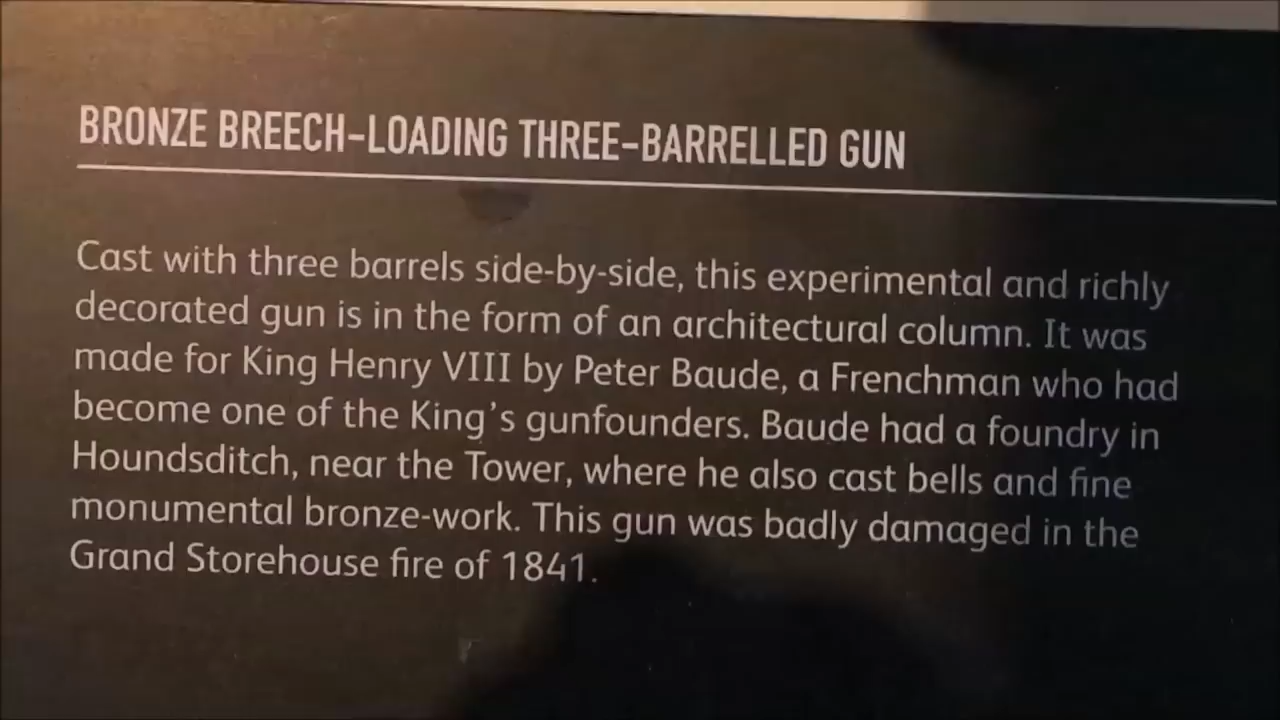 BRONZE BREECH-LOADING THREE-BARRELLED GUN
Cast with three barrels side-by-side, this experimental and richly
decorated gun is in the form of an architectural column. It was
made for King Henry VIII by Peter Baude, a Frenchman who had
become one of the King's gunfounders. Baude had a foundry in
Houndsditch, near the Tower, where he also cast bells and fine
monumental bronze-work. This gun was badly damaged in the
Grand Storehouse fire of 1841.